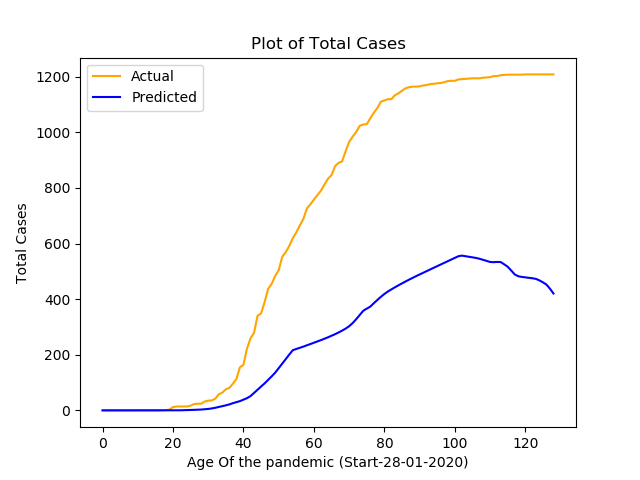 Plot of Total Cases
Actual
Predicted
1200
1000
800
600
400
200
0
Total Cases
0 20 40 60 80 100 120
Age Of the pandemic (Start-28-01-2020)